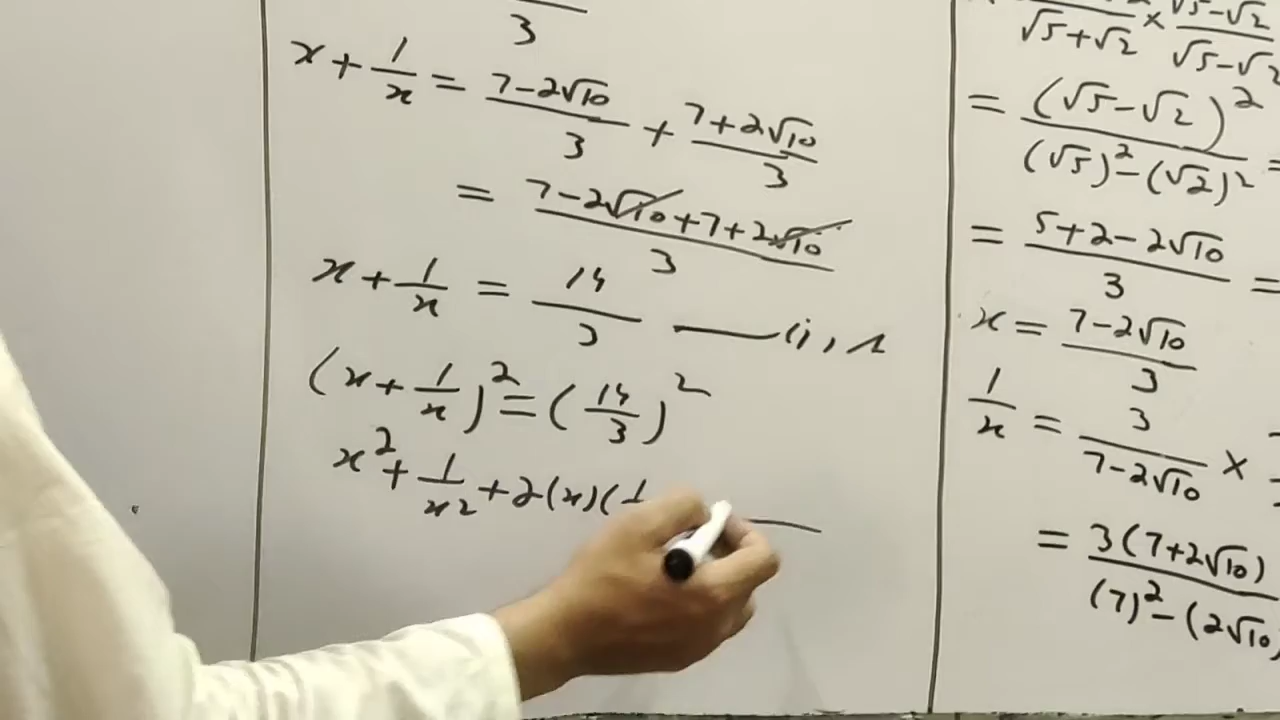 3
x + 1/x = (7-2√10)/3 + (7+2√10)/3
= (7-2√10+7+2√10)/3
x + 1/x = 14/3 —— (i),
(x + 1/x)² = (14/3)²
x² + 1/x² + 2(x)(1
√5+√2 × (√5-√2)/(√5-√2)
= (√5-√2)²/((√5)²-(√2)²) =
= (5+2-2√10)/3 =
x = (7-2√10)/3
1/x = 3/(7-2√10) ×
= 3(7+2√10)/((7)²-(2√10)